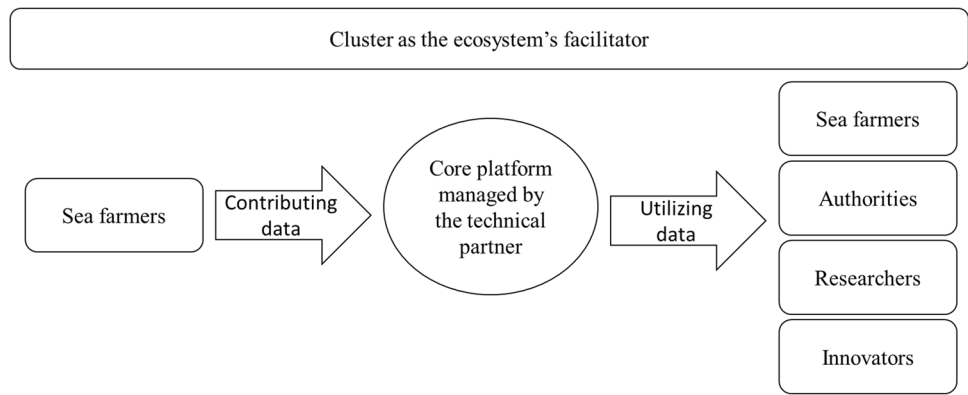 Cluster as the ecosystem’s facilitator
Sea farmers
Contributing
data
Core platform
managed by
the technical
partner
Utilizing
data
Sea farmers
Authorities
Researchers
Innovators